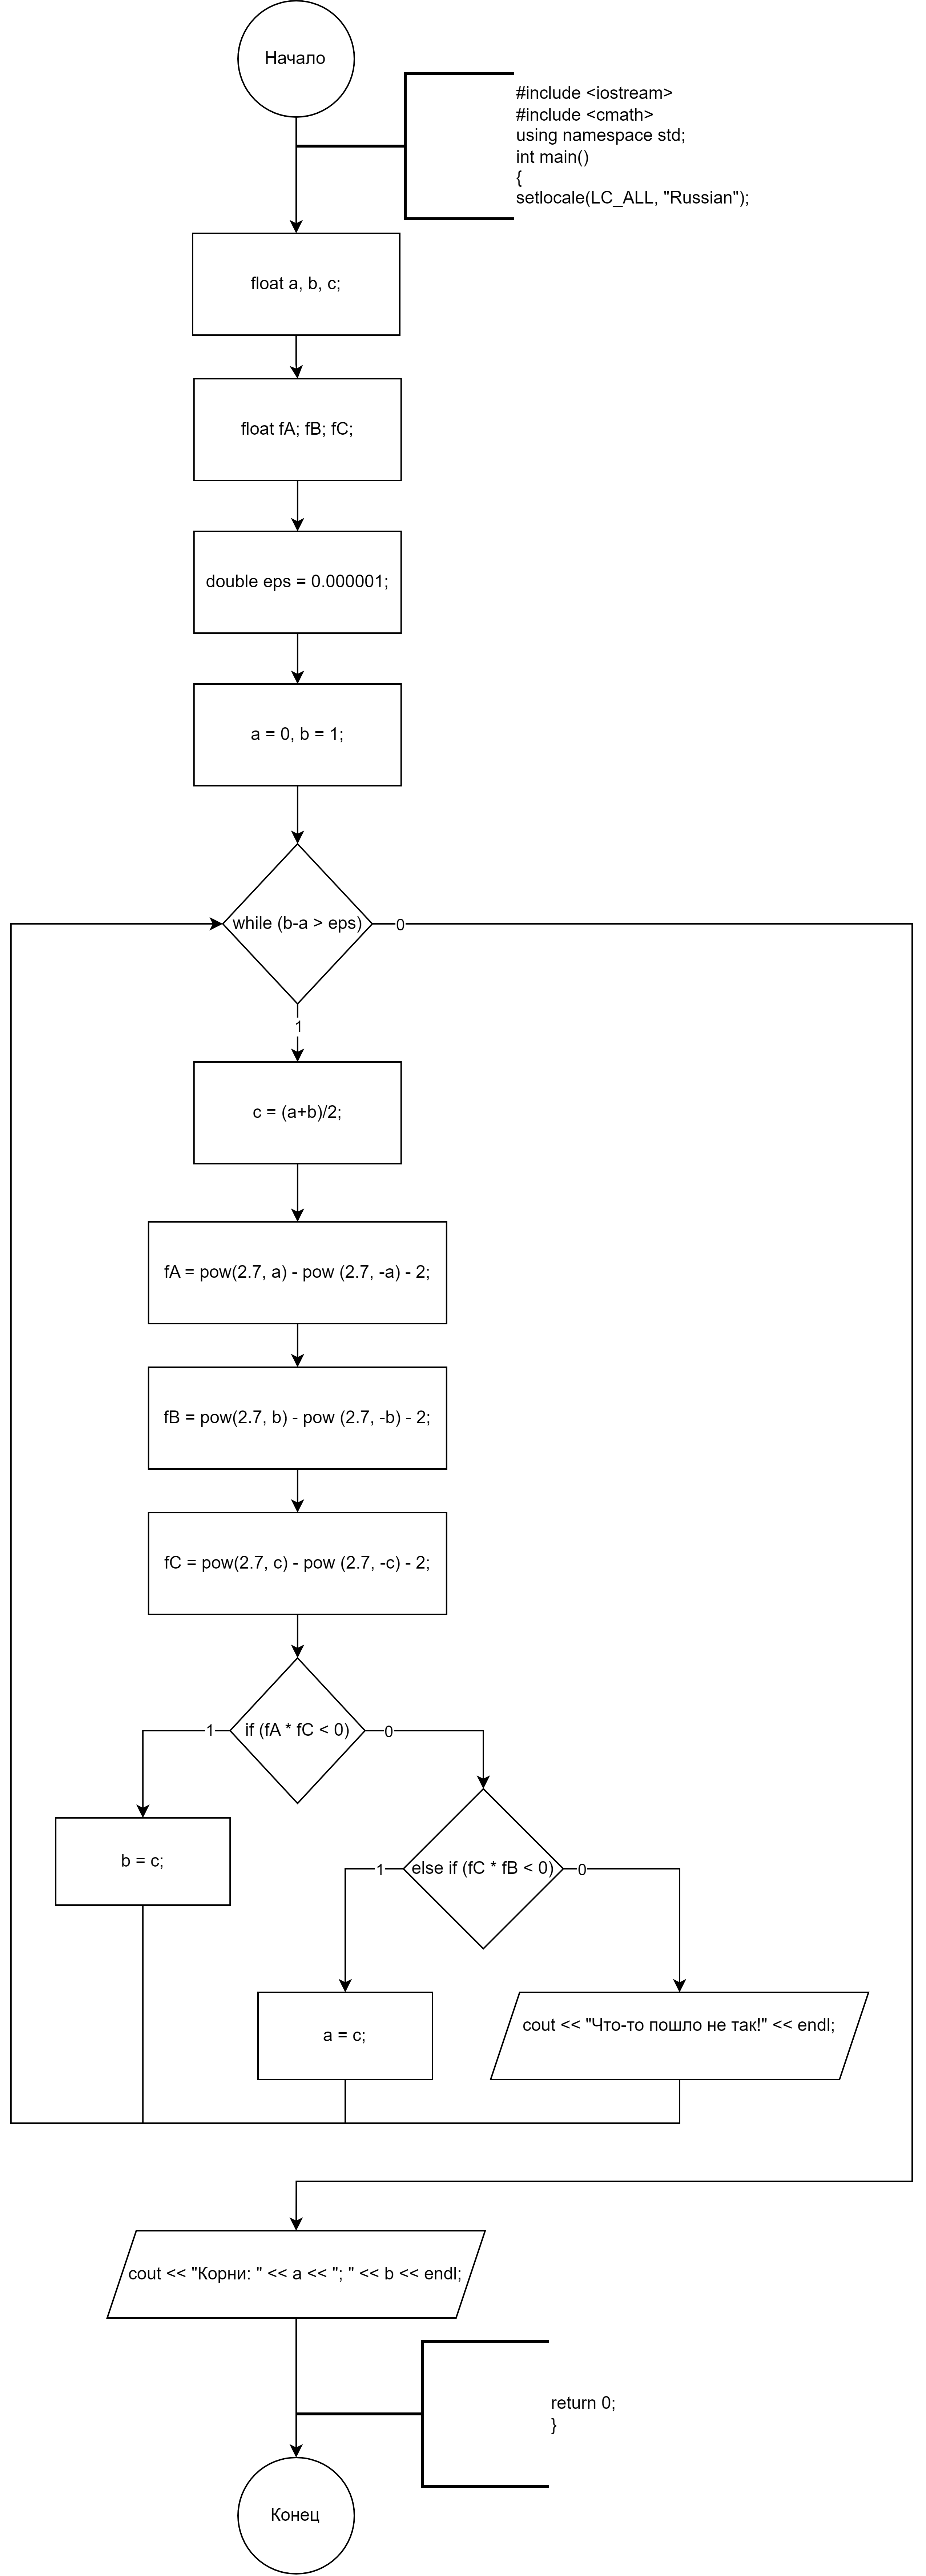 Начало
#include <iostream>
#include <cmath>
using namespace std;
int main()
{
setlocale(LC_ALL, "Russian");
float a, b, c;
float fA; fB; fC;
double eps = 0.000001;
a = 0, b = 1;
while (b-a > eps)
0
1
c = (a+b)/2;
fA = pow(2.7, a) - pow (2.7, -a) - 2;
fB = pow(2.7, b) - pow (2.7, -b) - 2;
fC = pow(2.7, c) - pow (2.7, -c) - 2;
1
if (fA * fC < 0)
0
b = c;
1
else if (fC * fB < 0)
0
a = c;
cout << "Что-то пошло не так!" << endl;
cout << "Корни: " << a << "; " << b << endl;
return 0;
}
Конец